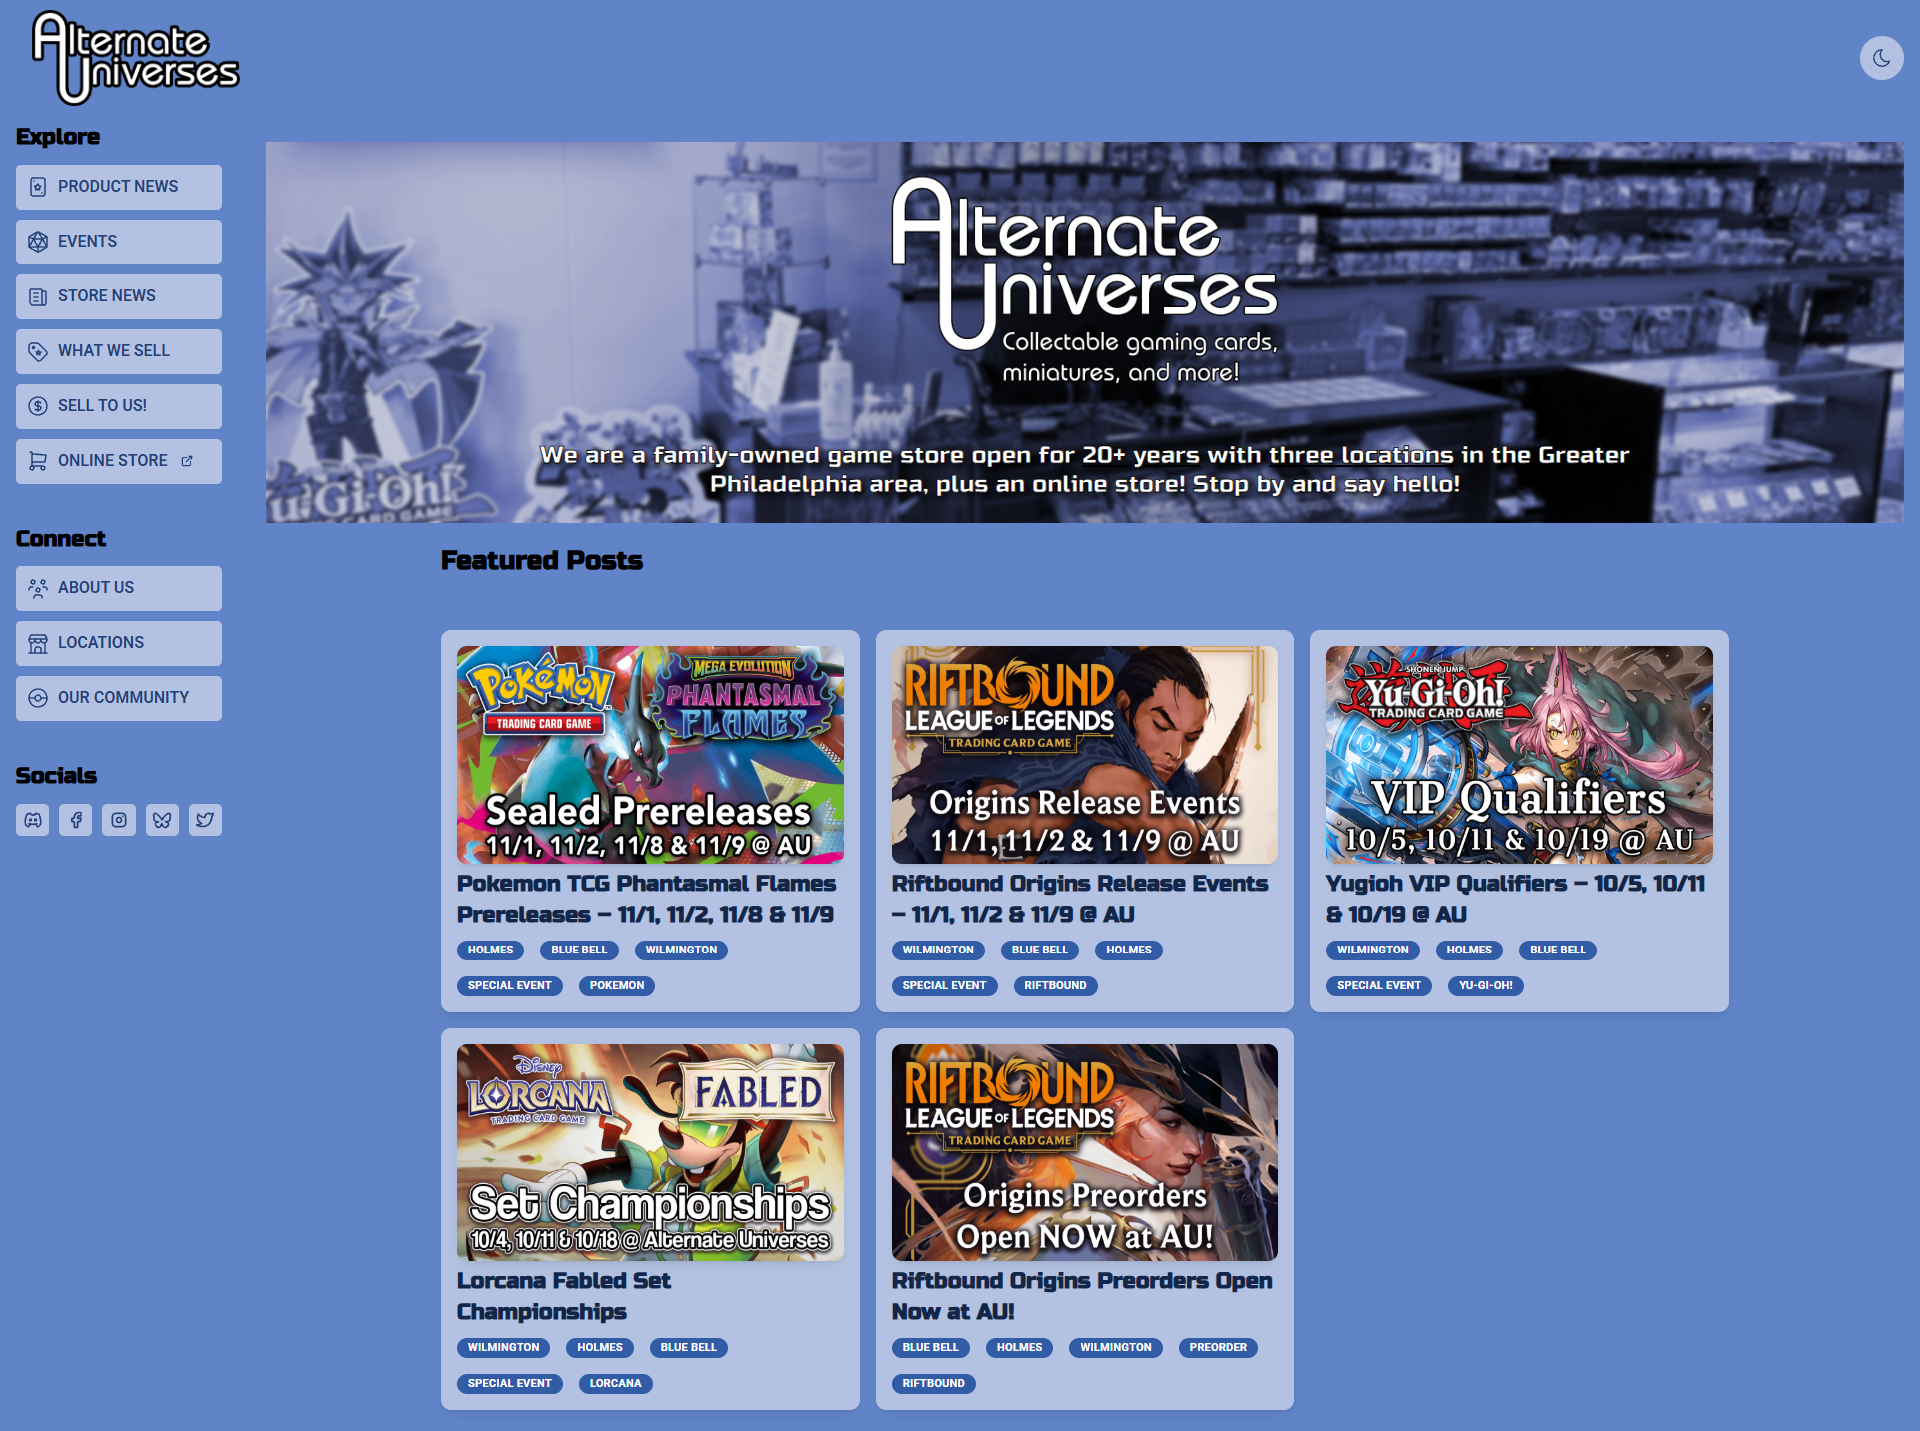 Alternate
Universes
Explore
PRODUCT NEWS
EVENTS
STORE NEWS
WHAT WE SELL
SELL TO US!
ONLINE STORE
Connect
ABOUT US
LOCATIONS
OUR COMMUNITY
Socials
Alternate
Universes
Collectable gaming cards,
miniatures, and more!
Yu-Gi-Oh!
CARD GAME
We are a family-owned game store open for 20+ years with three locations in the Greater
Philadelphia area, plus an online store! Stop by and say hello!
Featured Posts
POKéMON
TRADING CARD GAME
MEGA EVOLUTION
PHANTASMAL
FLAMES
Sealed Prereleases
11/1, 11/2, 11/8 & 11/9 @ AU
Pokemon TCG Phantasmal Flames
Prereleases – 11/1, 11/2, 11/8 & 11/9
HOLMES BLUE BELL WILMINGTON
SPECIAL EVENT POKEMON
RIFTBOUND
LEAGUE OF LEGENDS
TRADING CARD GAME
Origins Release Events
11/1, 11/2 & 11/9 @ AU
Riftbound Origins Release Events
– 11/1, 11/2 & 11/9 @ AU
WILMINGTON BLUE BELL HOLMES
SPECIAL EVENT RIFTBOUND
SHONEN JUMP
Yu-Gi-Oh!
TRADING CARD GAME
VIP Qualifiers
10/5, 10/11 & 10/19 @ AU
Yugioh VIP Qualifiers – 10/5, 10/11
& 10/19 @ AU
WILMINGTON HOLMES BLUE BELL
SPECIAL EVENT YU-GI-OH!
Disney
LORCANA
TRADING CARD GAME
FABLED
Set Championships
10/4, 10/11 & 10/18 @ Alternate Universes
Lorcana Fabled Set
Championships
WILMINGTON HOLMES BLUE BELL
SPECIAL EVENT LORCANA
RIFTBOUND
LEAGUE OF LEGENDS
TRADING CARD GAME
Origins Preorders
Open NOW at AU!
Riftbound Origins Preorders Open
Now at AU!
BLUE BELL HOLMES WILMINGTON PREORDER
RIFTBOUND